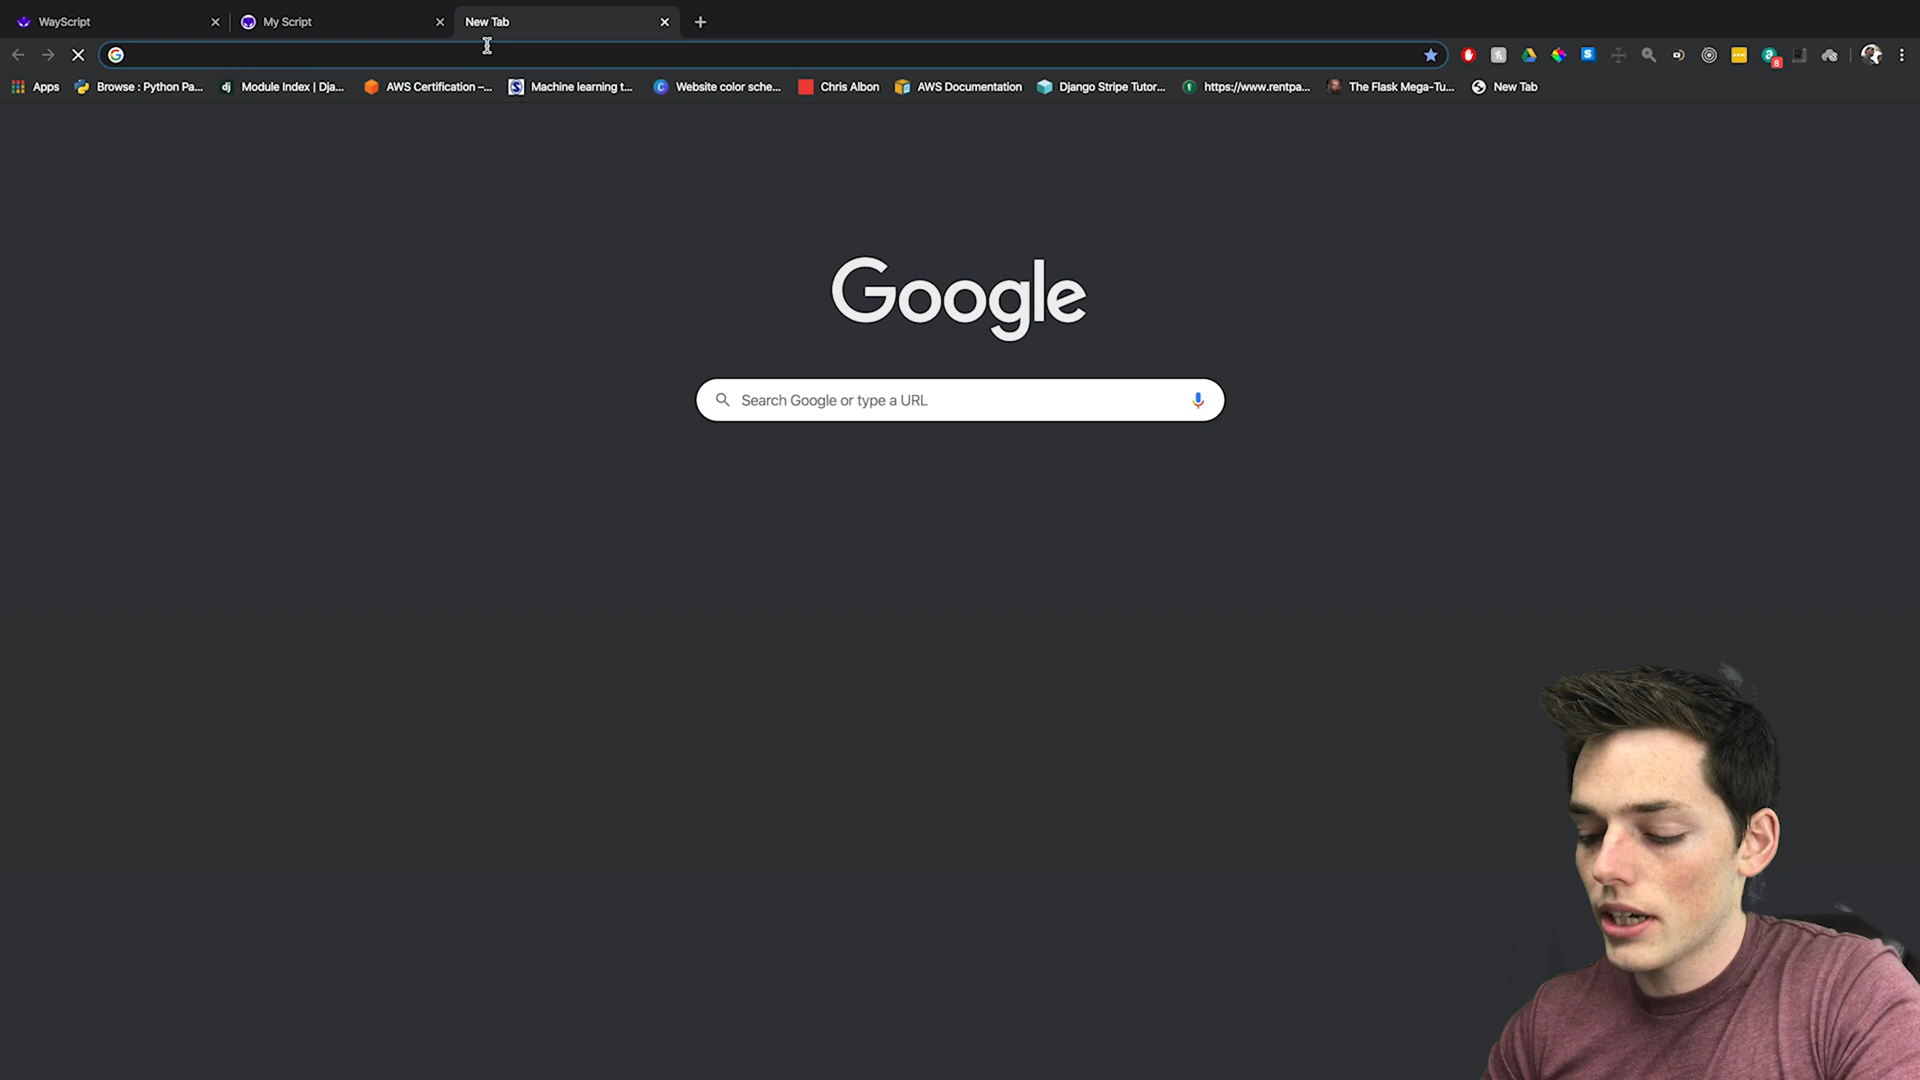 WayScript
My Script
New Tab
Apps
Browse : Python Pa...
Module Index | Dja...
AWS Certification –...
Machine learning t...
Website color sche...
Chris Albon
AWS Documentation
Django Stripe Tutor...
https://www.rentpa...
The Flask Mega-Tu...
New Tab
Google
Search Google or type a URL